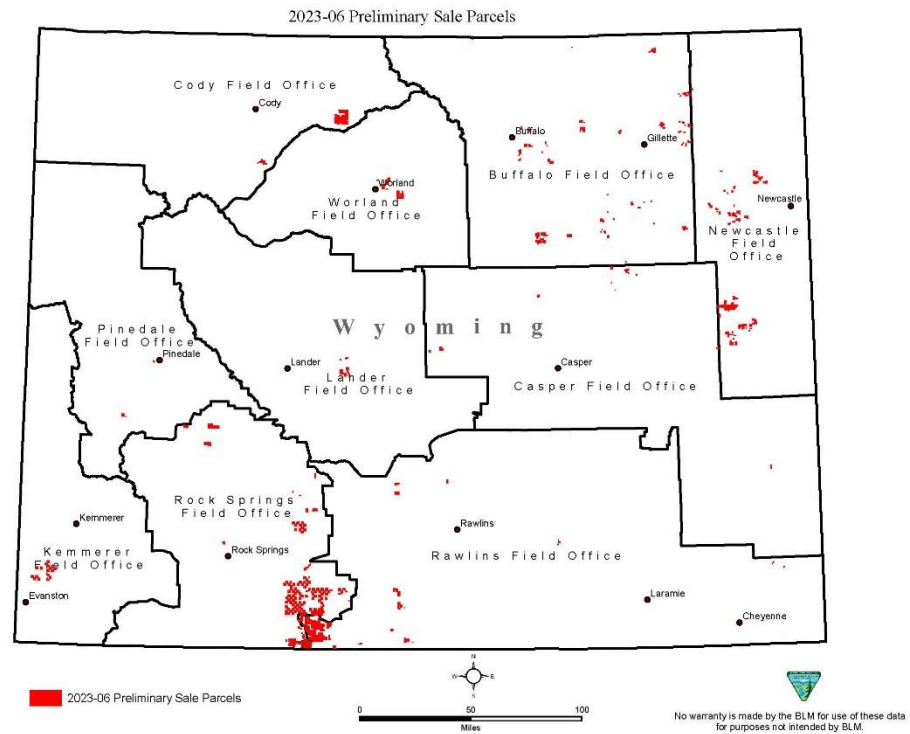 2023-06 Preliminary Sale Parcels
Cody Field Office
Cody
Buffalo
Gillette
Buffalo Field Office
Worland
Worland
Field Office
Newcastle
Newcastle
Field
Office
Wyoming
Pinedale
Field Office
Pinedale
Lander
Lander
Field Office
Casper
Casper Field Office
Rock Springs
Field Office
Kemmerer
Rawlins
Rock Springs
Rawlins Field Office
Kemmerer
Field Office
Evanston
Laramie
Cheyenne
N
W
E
S
2023-06 Preliminary Sale Parcels
0 50 100
Miles
No warranty is made by the BLM for use of these data
for purposes not intended by BLM.